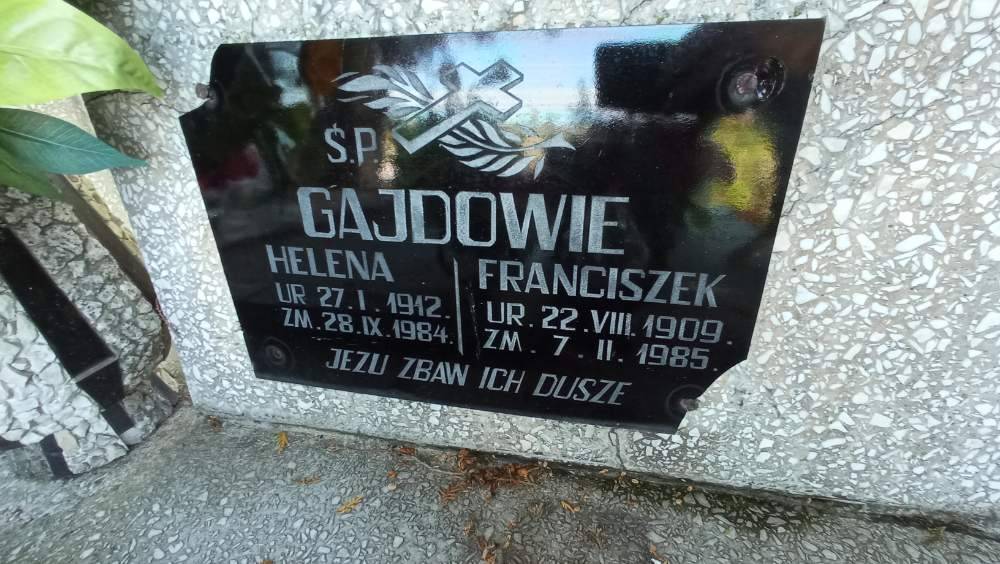 Ś.P.
GAJDOWIE
HELENA
UR 27.I.1912.
ZM.28.IX.1984.
FRANCISZEK
UR.22.VIII.1909.
ZM.7.II.1985.
JEZU ZBAW ICH DUSZE